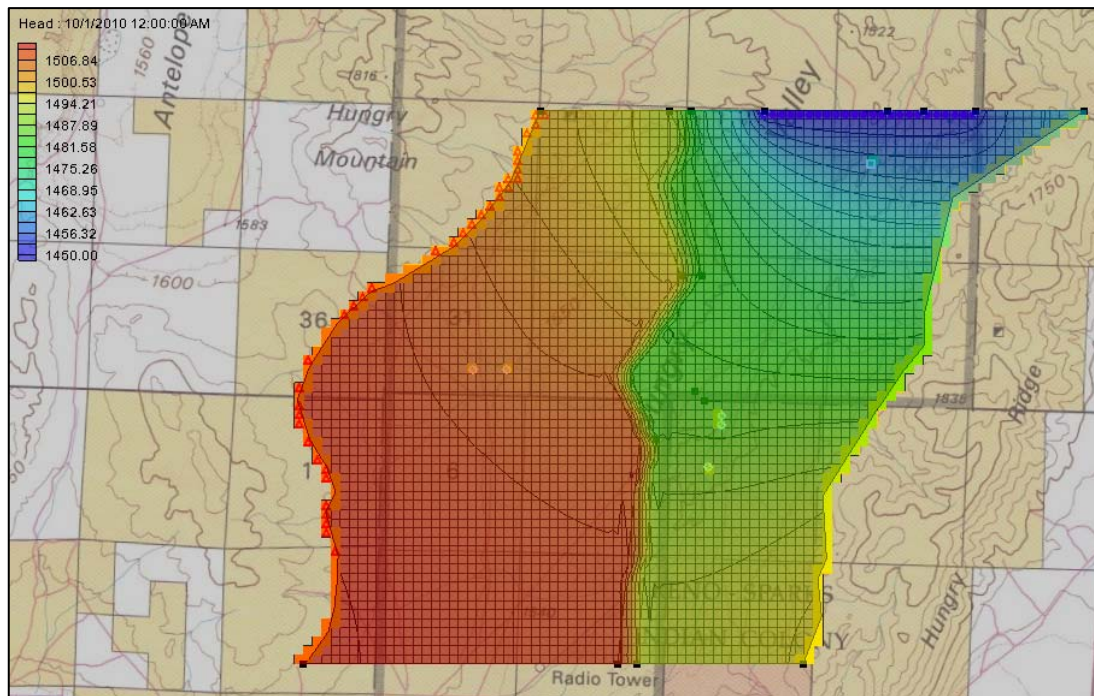 Head : 10/1/2010 12:00:00 AM
1506.84
1500.53
1494.21
1487.89
1481.58
1475.26
1468.95
1462.63
1456.32
1450.00
1560
Antelope
1816
Hungry
Mountain
1822
lley
1583
1600
1750
36
31
1838
Ridge
1
6
Hungry
RENO - SPARKS
INDIAN COLONY
Radio Tower